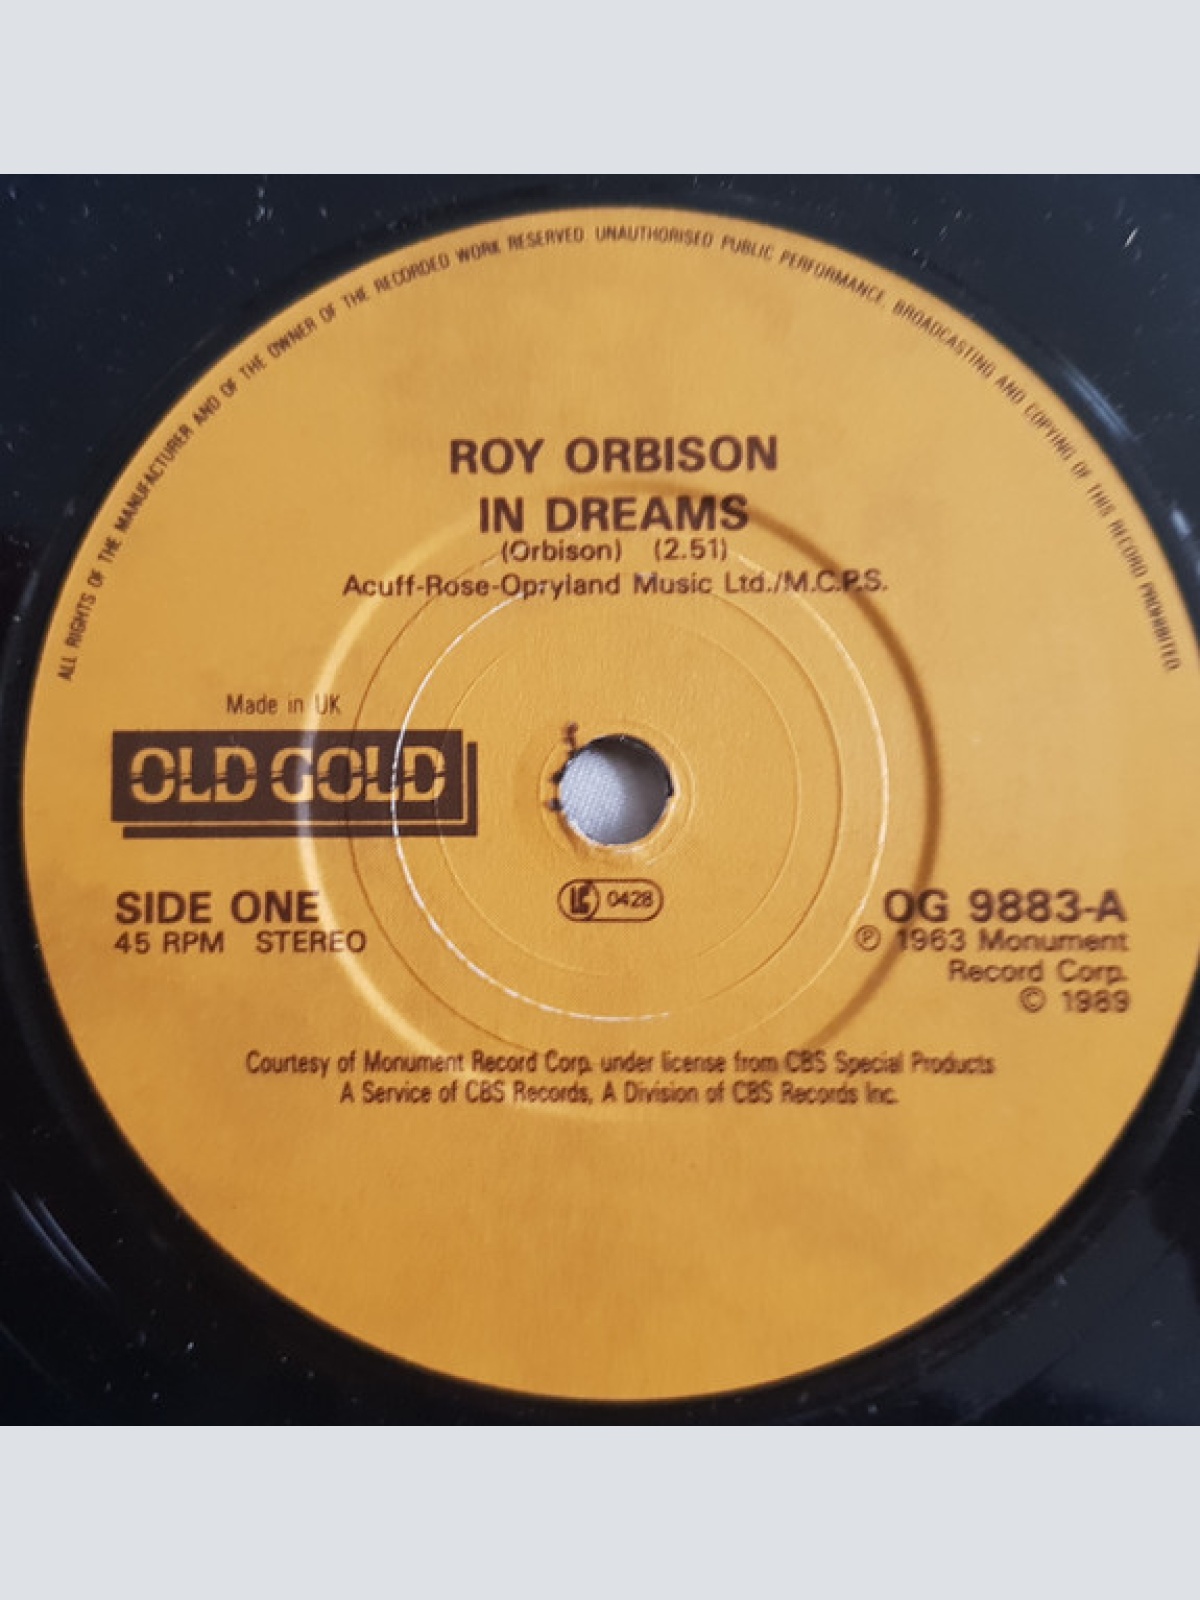 ALL RIGHTS OF THE MANUFACTURER AND OF THE OWNER OF THE RECORDED WORK RESERVED UNAUTHORISED PUBLIC PERFORMANCE, BROADCASTING AND COPYING OF THIS RECORD PROHIBITED
ROY ORBISON
IN DREAMS
(Orbison) (2.51)
Acuff-Rose-Opryland Music Ltd./M.C.P.S.
Made in UK
OLD GOLD
LC 0428
SIDE ONE
45 RPM STEREO
OG 9883-A
℗ 1963 Monument
Record Corp.
© 1989
Courtesy of Monument Record Corp. under license from CBS Special Products
A Service of CBS Records, A Division of CBS Records Inc.